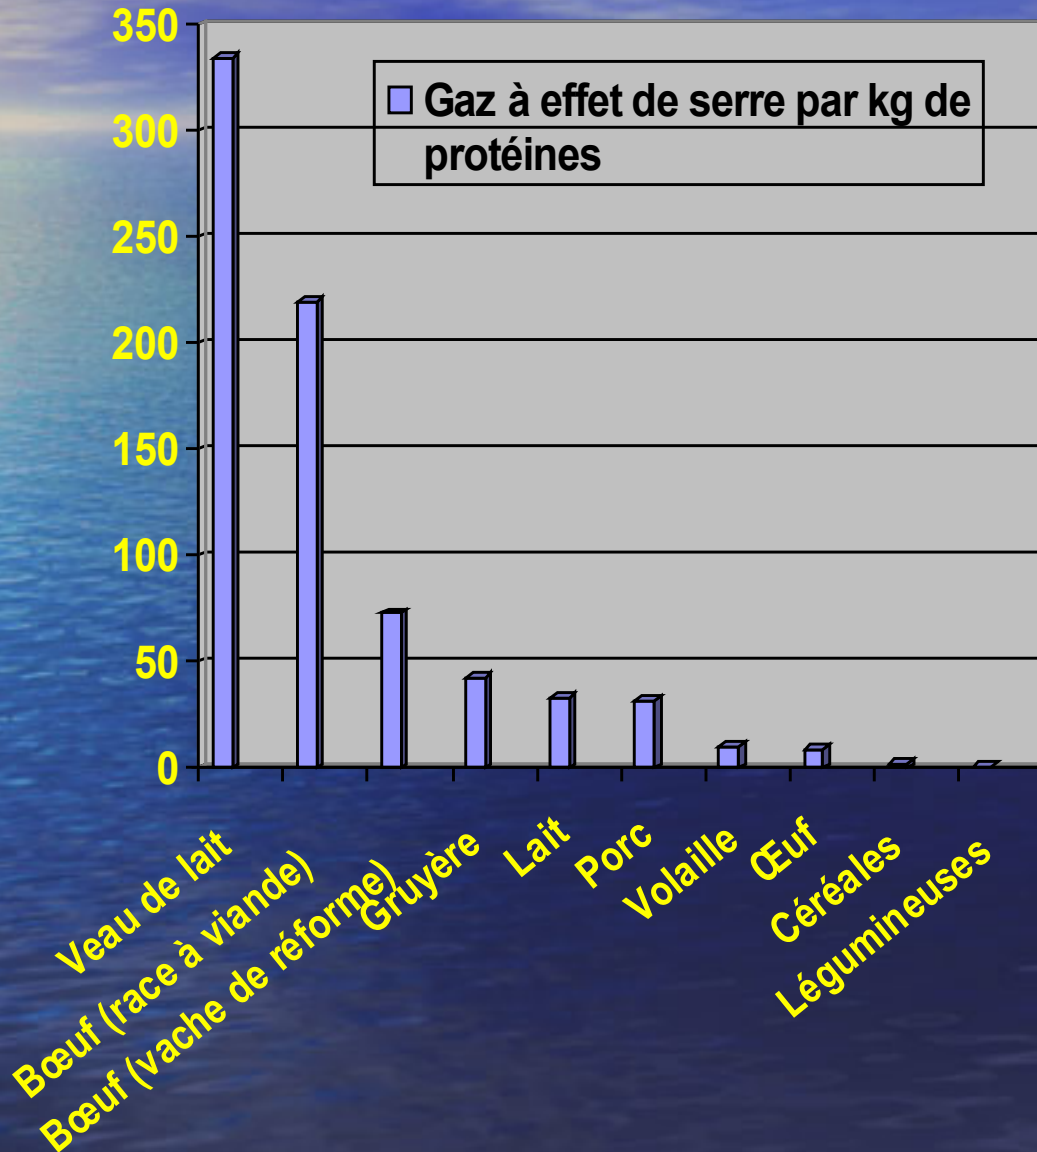 350
300
250
200
150
100
50
0
Gaz à effet de serre par kg de
protéines
Veau de lait
Bœuf (race à viande)
Bœuf (vache de réforme)
Gruyère
Lait
Porc
Volaille
Œuf
Céréales
Légumineuses